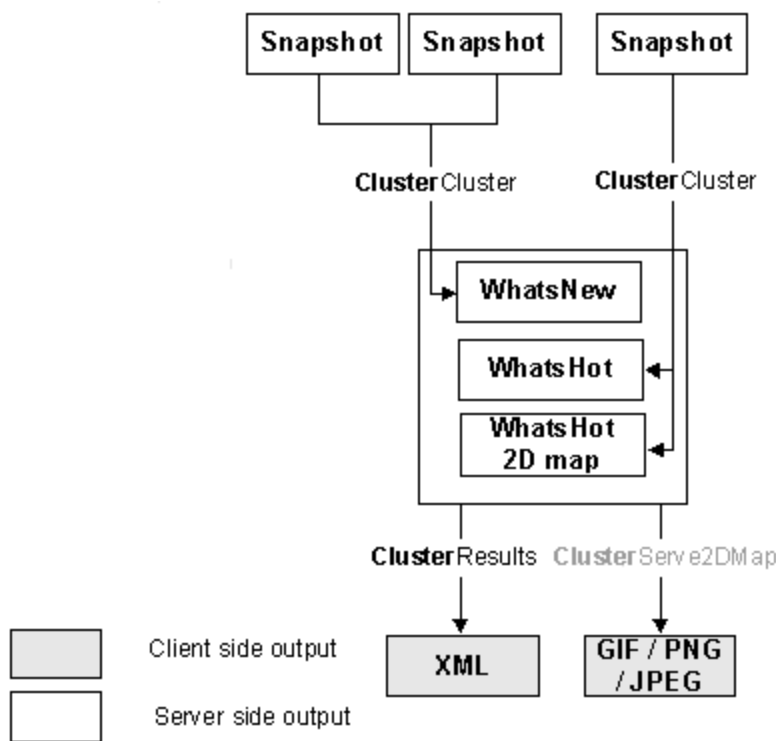 Snapshot
Snapshot
Snapshot
ClusterCluster
ClusterCluster
WhatsNew
WhatsHot
WhatsHot
2D map
ClusterResults
ClusterServe2DMap
Client side output
XML
GIF / PNG
/ JPEG
Server side output